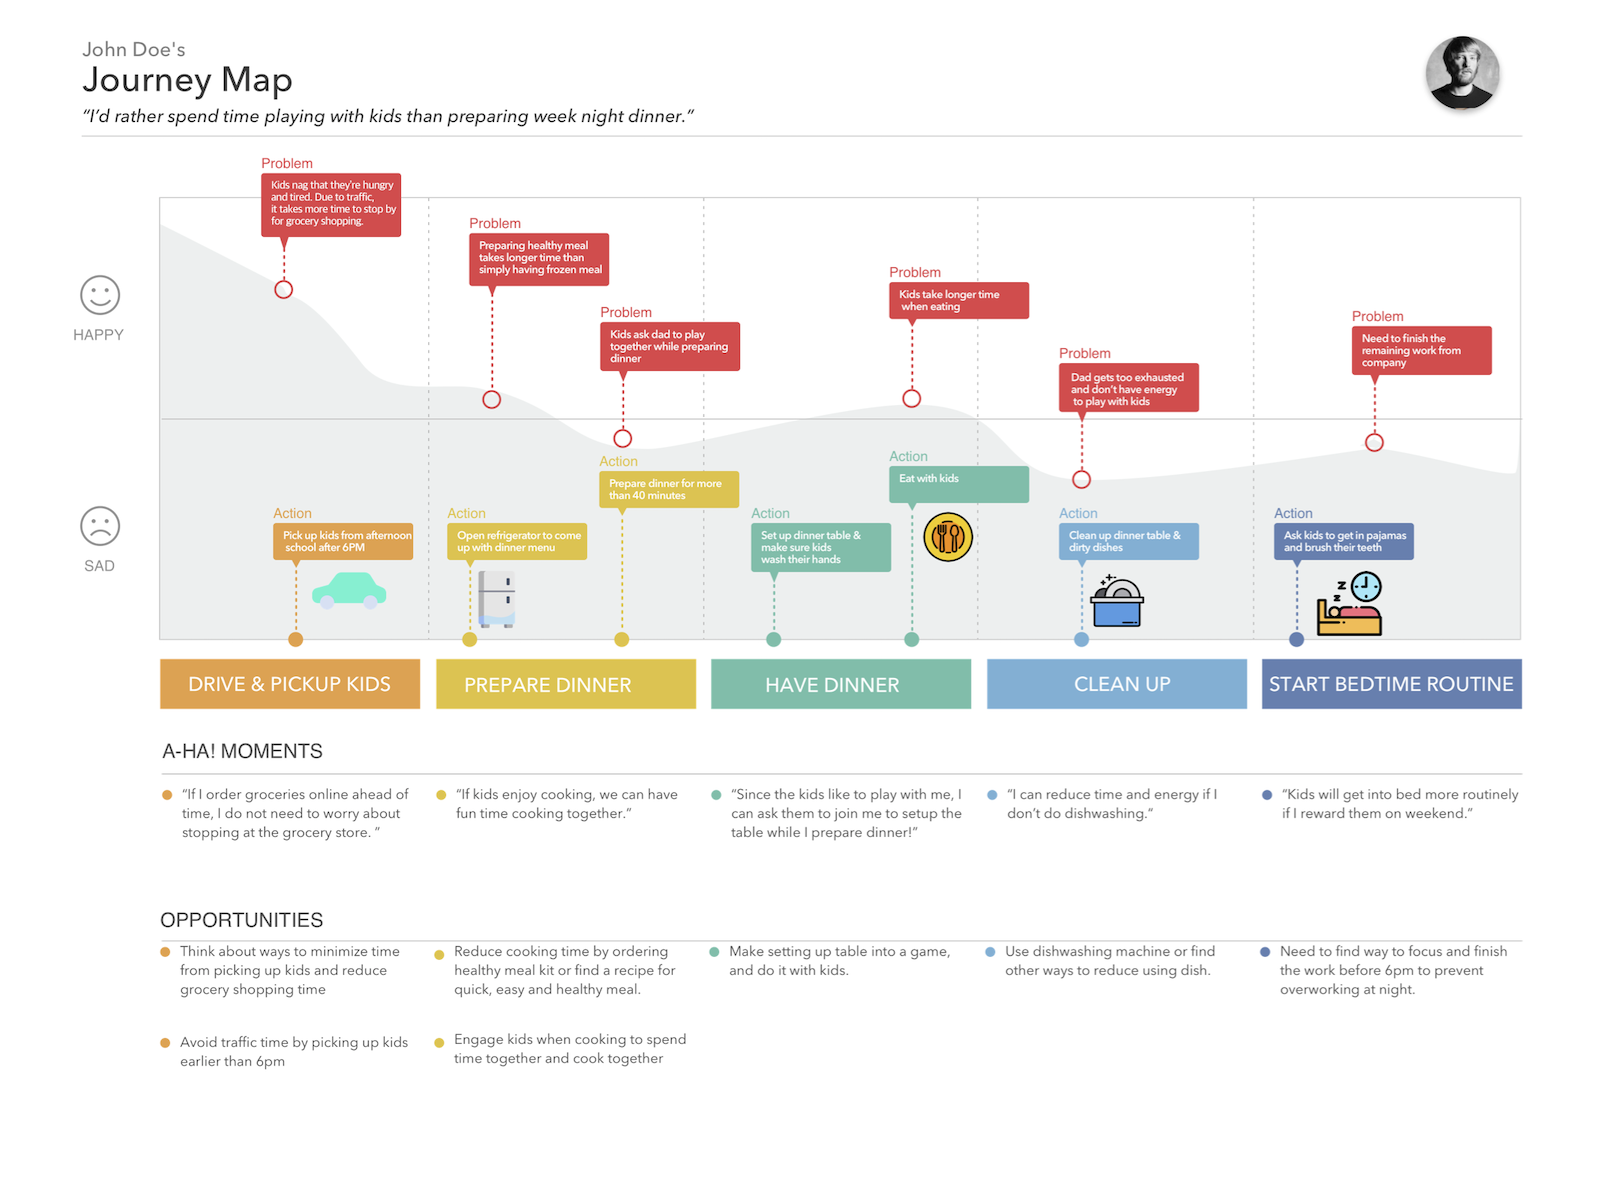 John Doe's
Journey Map
“I’d rather spend time playing with kids than preparing week night dinner.”
Problem
Kids nag that they’re hungry
and tired. Due to traffic,
it takes more time to stop by
for grocery shopping.
Problem
Preparing healthy meal
takes longer time than
simply having frozen meal
Problem
Kids ask dad to play
together while preparing
dinner
Problem
Kids take longer time
when eating
Problem
Dad gets too exhausted
and don’t have energy
to play with kids
Problem
Need to finish the
remaining work from
company
HAPPY
SAD
Action
Pick up kids from afternoon
school after 6PM
Action
Open refrigerator to come
up with dinner menu
Action
Prepare dinner for more
than 40 minutes
Action
Set up dinner table &
make sure kids
wash their hands
Action
Eat with kids
Action
Clean up dinner table &
dirty dishes
Action
Ask kids to get in pajamas
and brush their teeth
z
z
z
DRIVE & PICKUP KIDS
PREPARE DINNER
HAVE DINNER
CLEAN UP
START BEDTIME ROUTINE
A-HA! MOMENTS
“If I order groceries online ahead of
time, I do not need to worry about
stopping at the grocery store. ”
“If kids enjoy cooking, we can have
fun time cooking together.”
“Since the kids like to play with me, I
can ask them to join me to setup the
table while I prepare dinner!”
“I can reduce time and energy if I
don’t do dishwashing.“
“Kids will get into bed more routinely
if I reward them on weekend.”
OPPORTUNITIES
Think about ways to minimize time
from picking up kids and reduce
grocery shopping time
Avoid traffic time by picking up kids
earlier than 6pm
Reduce cooking time by ordering
healthy meal kit or find a recipe for
quick, easy and healthy meal.
Engage kids when cooking to spend
time together and cook together
Make setting up table into a game,
and do it with kids.
Use dishwashing machine or find
other ways to reduce using dish.
Need to find way to focus and finish
the work before 6pm to prevent
overworking at night.